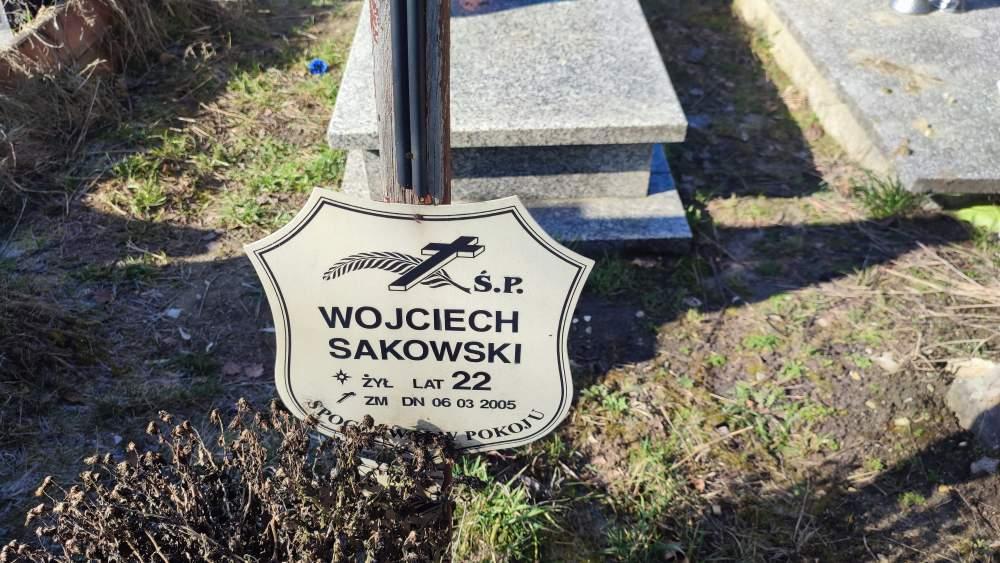 Ś.P.
WOJCIECH
SAKOWSKI
ŻYŁ LAT 22
ZM DN 06 03 2005
POKOJU